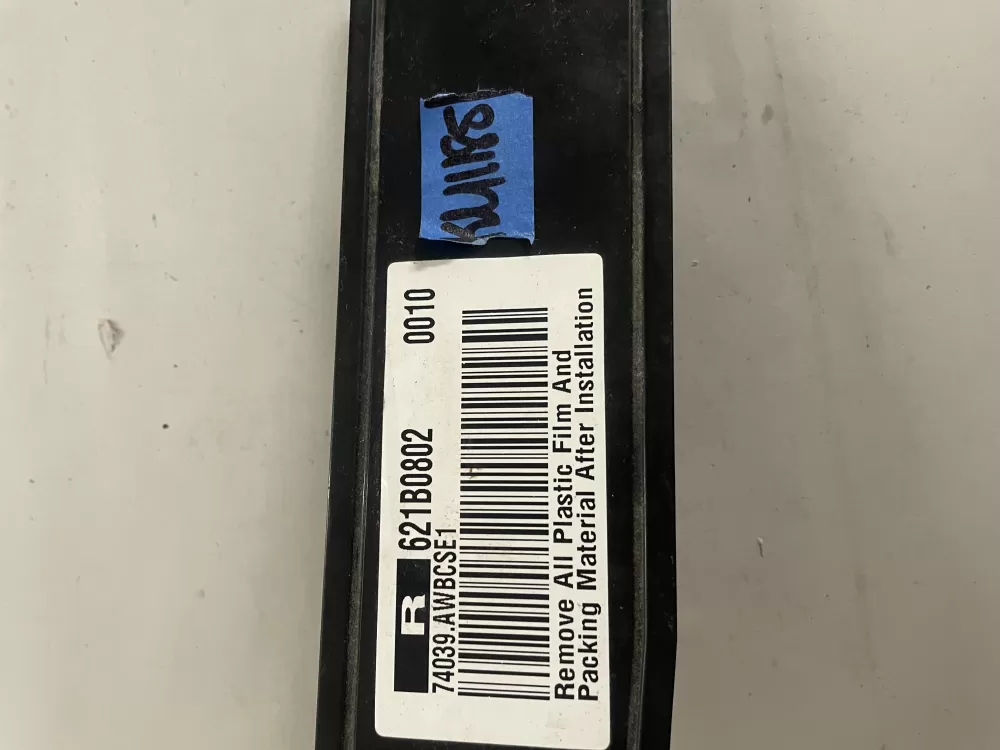 R 621B0802 0010
74039.AWBCSE1
Remove All Plastic Film And
Packing Material After Installation